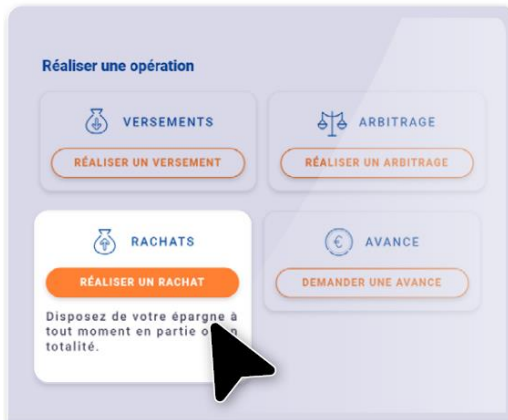 Réaliser une opération
VERSEMENTS
RÉALISER UN VERSEMENT
ARBITRAGE
RÉALISER UN ARBITRAGE
RACHATS
RÉALISER UN RACHAT
Disposez de votre épargne à
tout moment en partie
totalité.
AVANCE
DEMANDER UNE AVANCE